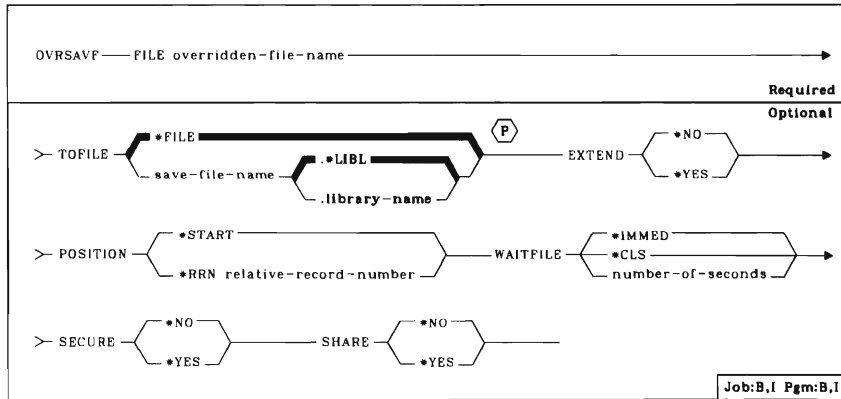 OVRSAVF FILE overridden-file-name
Required
Optional
P
*FILE
TOFILE
save-file-name
.*LIBL
.library-name
EXTEND
*NO
*YES
POSITION
*START
*RRN relative-record-number
WAITFILE
*IMMED
*CLS
number-of-seconds
SECURE
*NO
*YES
SHARE
*NO
*YES
Job:B,I Pgm:B,I